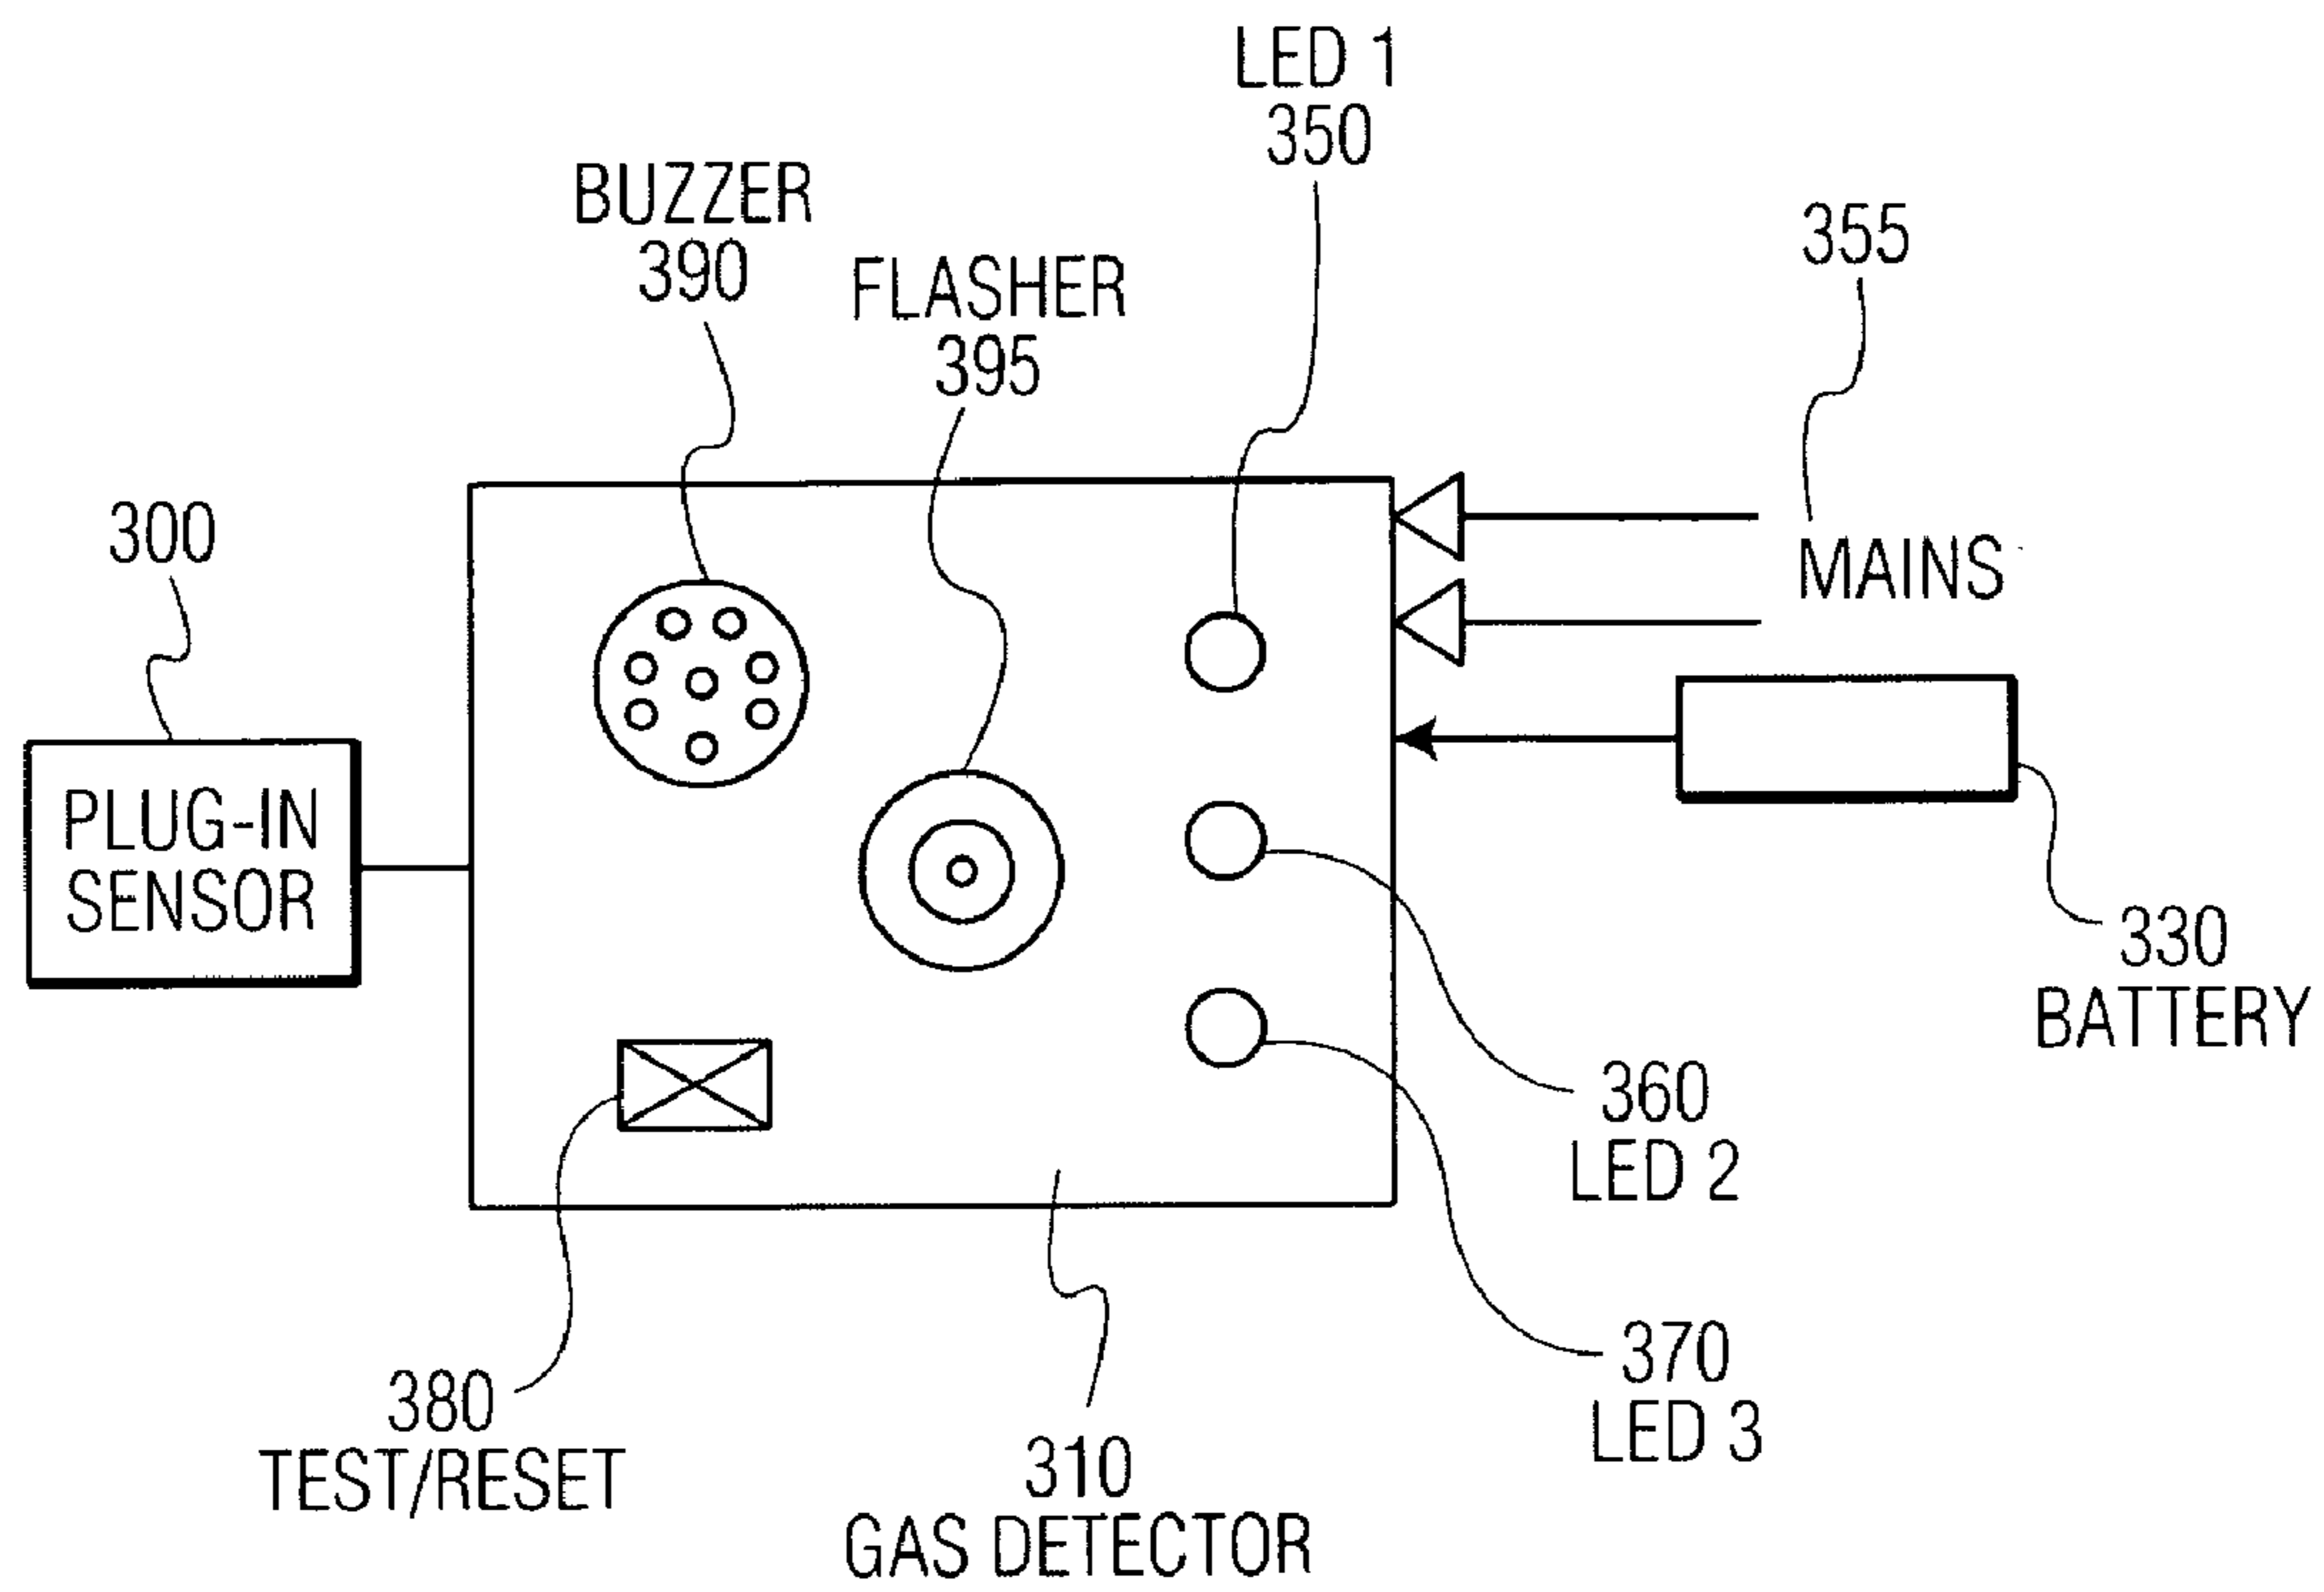 LED 1
350
BUZZER
390
355
FLASHER
395
300
MAINS
PLUG-IN
SENSOR
330
BATTERY
360
LED 2
370
LED 3
380
TEST/RESET
310
GAS DETECTOR